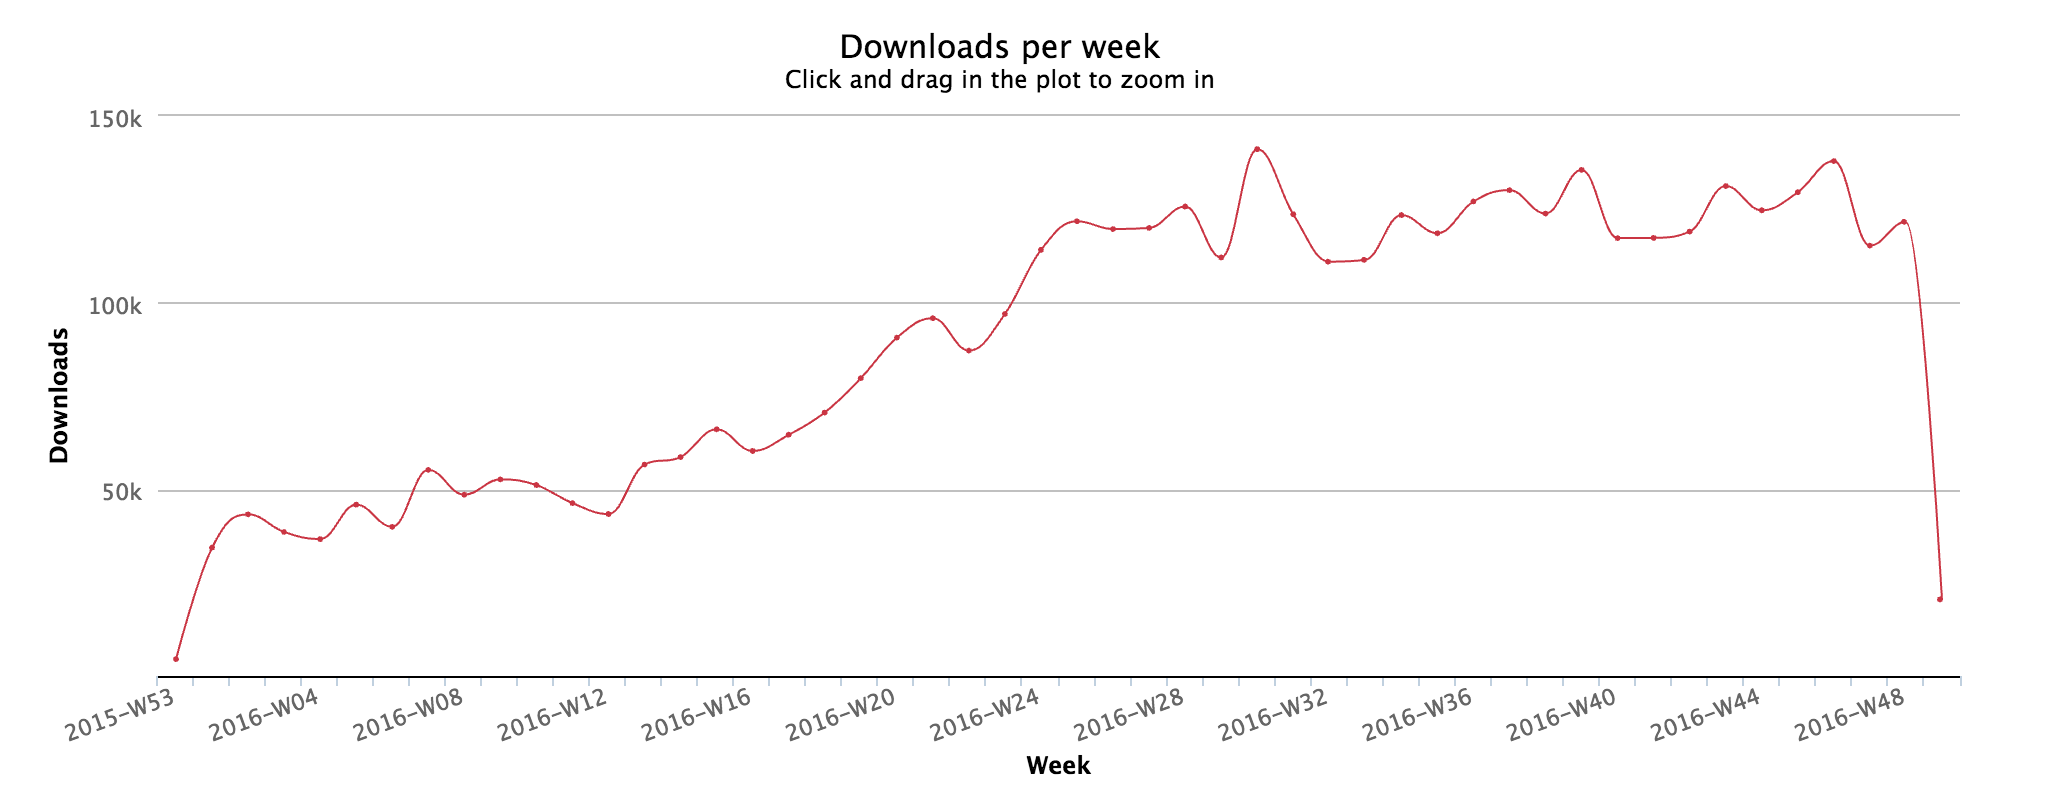 Downloads per week
Click and drag in the plot to zoom in
150k
100k
50k
Downloads
2015–W53
2016–W04
2016–W08
2016–W12
2016–W16
2016–W20
2016–W24
2016–W28
2016–W32
2016–W36
2016–W40
2016–W44
2016–W48
Week